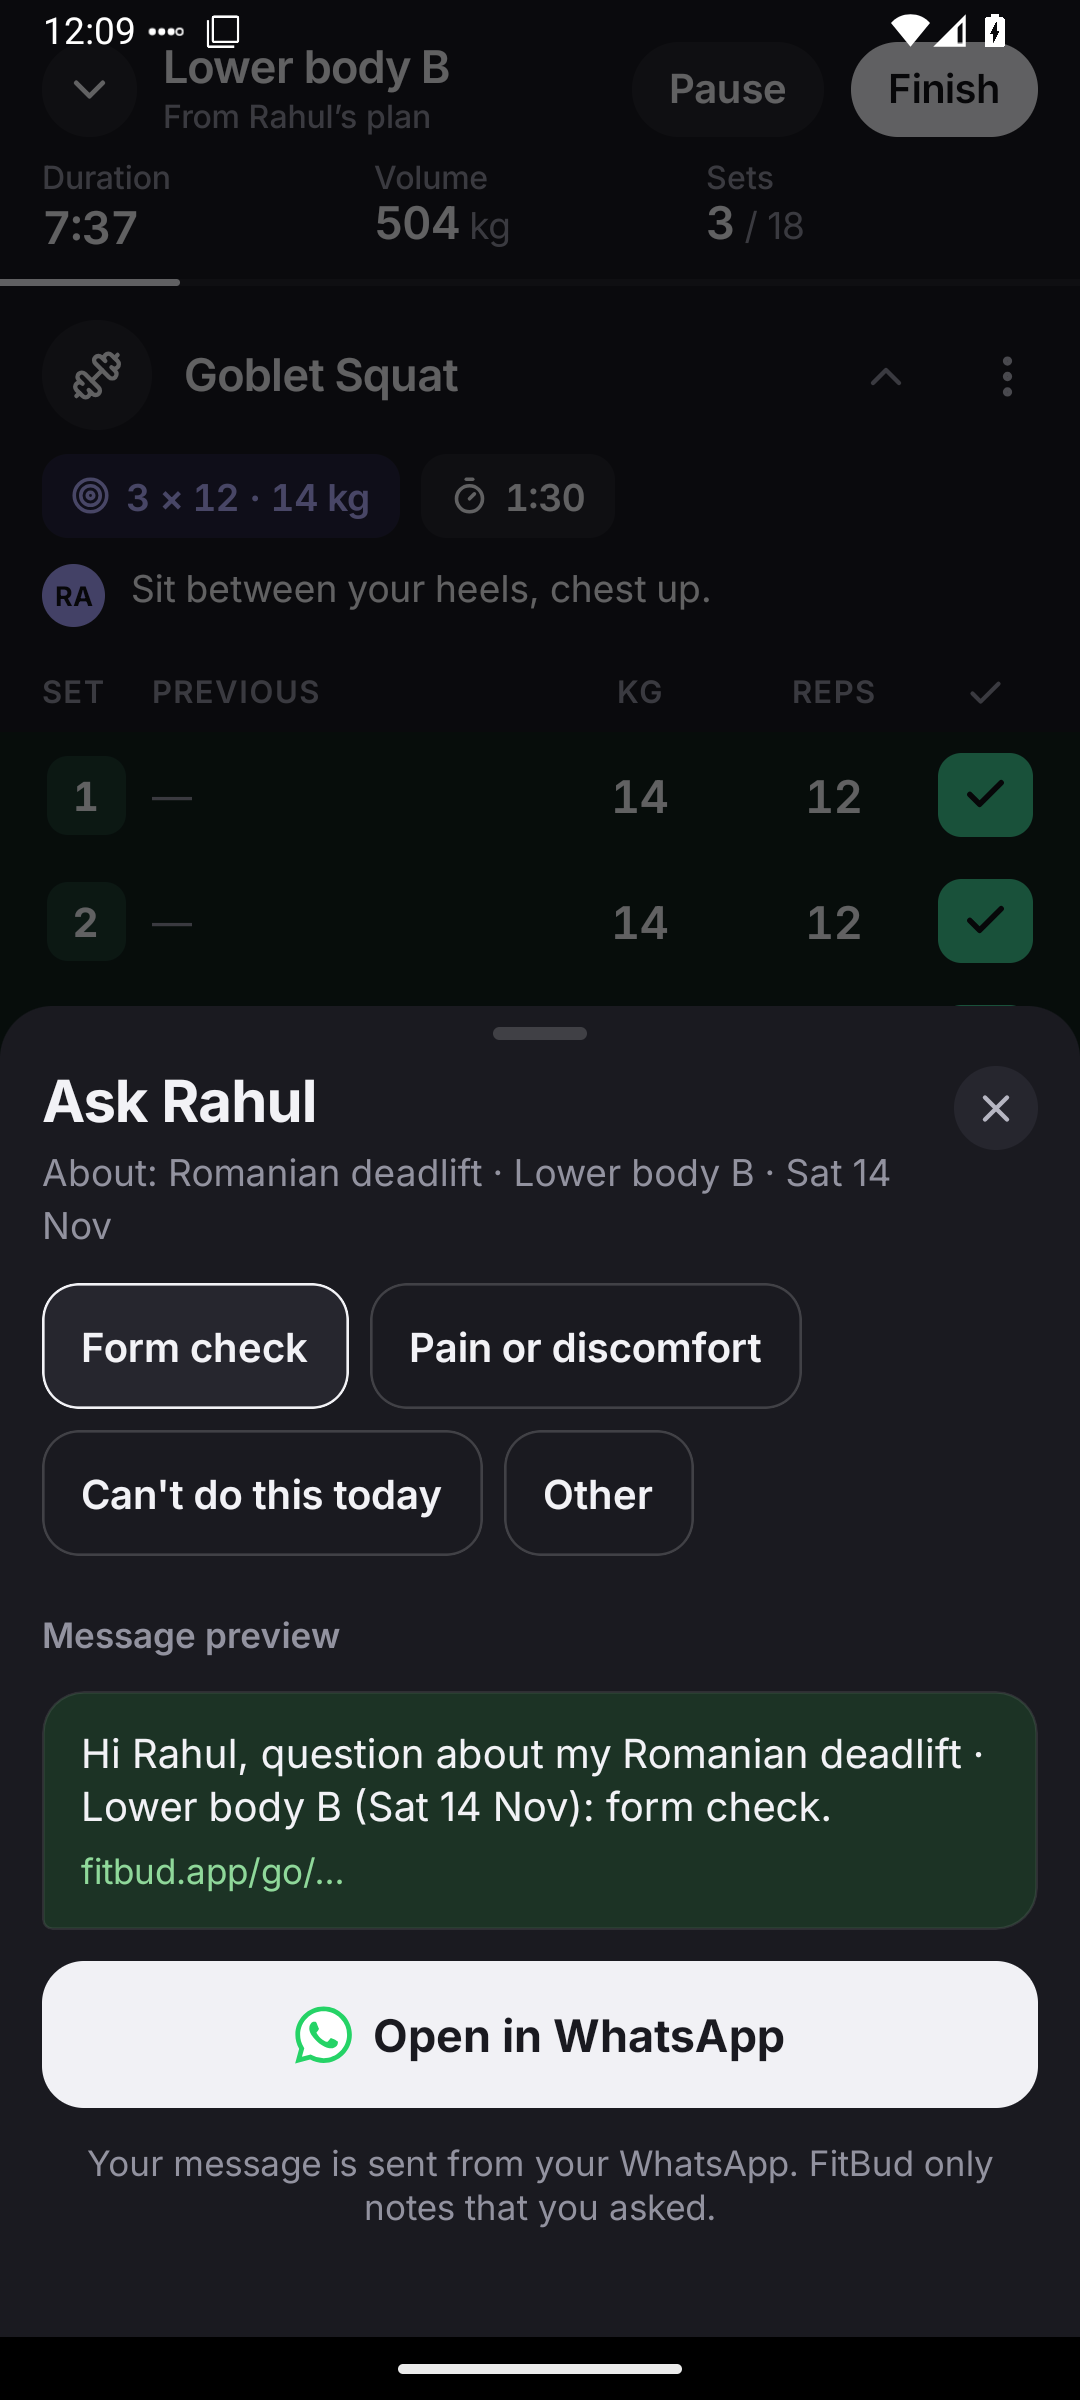 12:09
Lower body B
From Rahul's plan
Pause
Finish
Duration
Volume
Sets
7:37
504 kg
3 / 18
Goblet Squat
3 × 12 · 14 kg
1:30
RA
Sit between your heels, chest up.
SET PREVIOUS KG REPS
1 — 14 12
2 — 14 12
Ask Rahul
About: Romanian deadlift · Lower body B · Sat 14
Nov
Form check
Pain or discomfort
Can't do this today
Other
Message preview
Hi Rahul, question about my Romanian deadlift ·
Lower body B (Sat 14 Nov): form check.
fitbud.app/go/...
Open in WhatsApp
Your message is sent from your WhatsApp. FitBud only
notes that you asked.